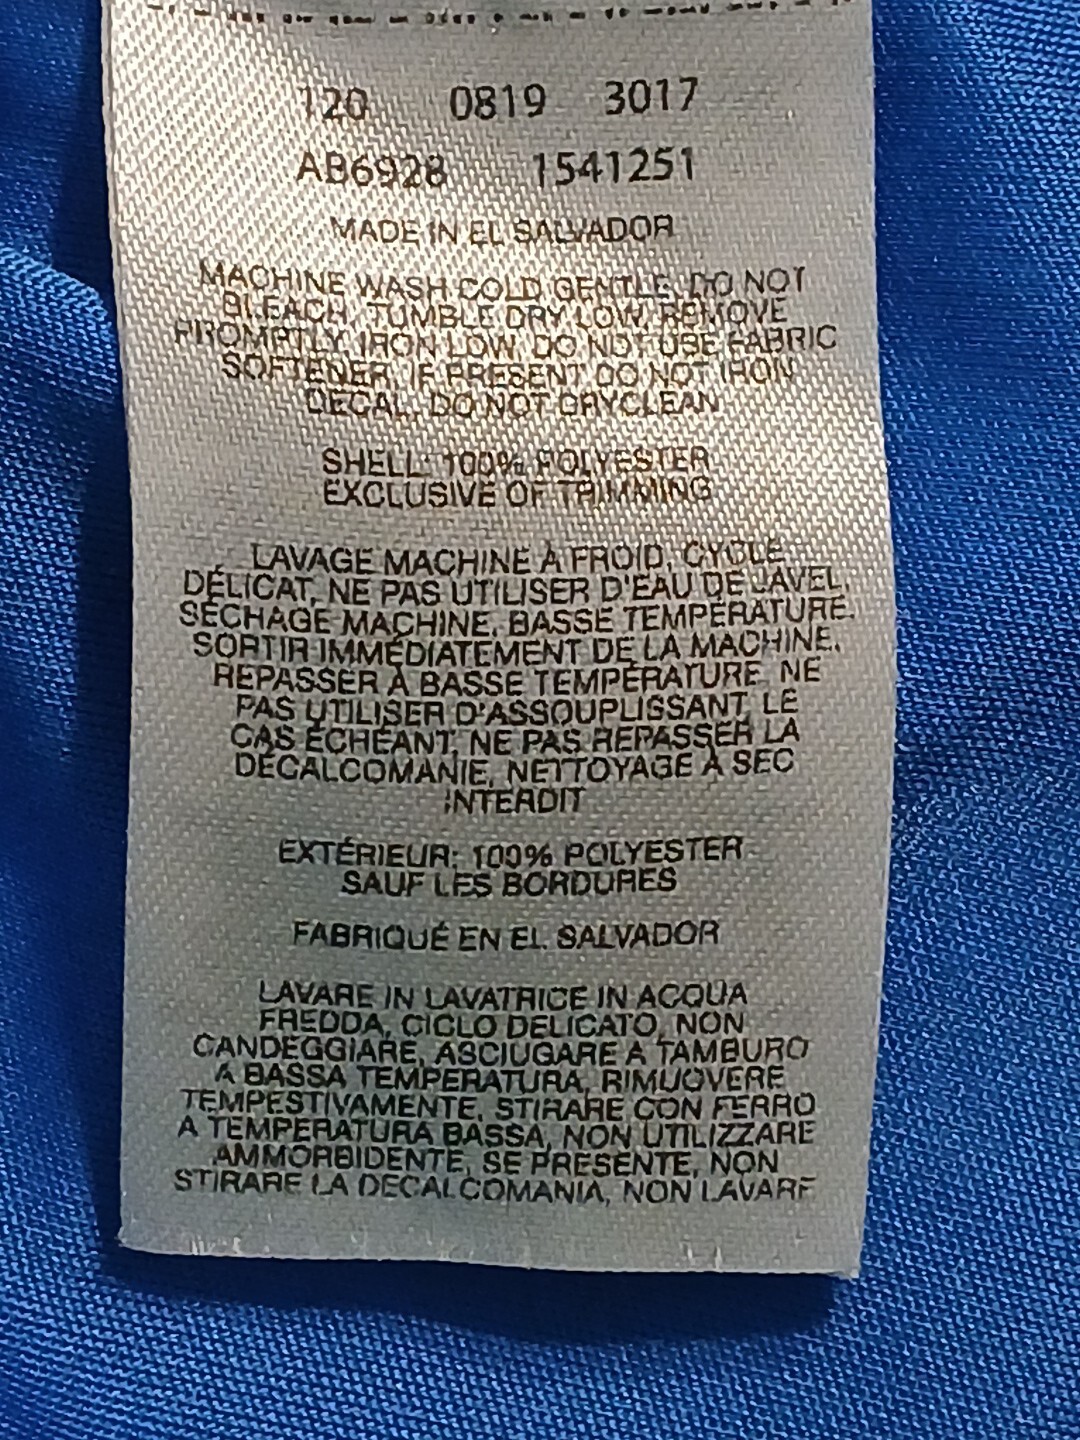 120 0819 3017
AB6928 1541251
MADE IN EL SALVADOR
MACHINE WASH COLD GENTLE, DO NOT
BLEACH, TUMBLE DRY LOW, REMOVE
PROMPTLY, IRON LOW, DO NOT USE FABRIC
SOFTENER, IF PRESENT DO NOT IRON
DECAL, DO NOT DRYCLEAN
SHELL: 100% POLYESTER
EXCLUSIVE OF TRIMMING
LAVAGE MACHINE À FROID, CYCLE
DÉLICAT, NE PAS UTILISER D'EAU DE JAVEL,
SÉCHAGE MACHINE, BASSE TEMPÉRATURE.
SORTIR IMMÉDIATEMENT DE LA MACHINE,
REPASSER À BASSE TEMPÉRATURE, NE
PAS UTILISER D'ASSOUPLISSANT, LE
CAS ÉCHÉANT, NE PAS REPASSER LA
DÉCALCOMANIE, NETTOYAGE À SEC
INTERDIT
EXTÉRIEUR: 100% POLYESTER
SAUF LES BORDURES
FABRIQUÉ EN EL SALVADOR
LAVARE IN LAVATRICE IN ACQUA
FREDDA, CICLO DELICATO, NON
CANDEGGIARE, ASCIUGARE A TAMBURO
A BASSA TEMPERATURA, RIMUOVERE
TEMPESTIVAMENTE, STIRARE CON FERRO
A TEMPERATURA BASSA, NON UTILIZZARE
AMMORBIDENTE, SE PRESENTE, NON
STIRARE LA DECALCOMANIA, NON LAVARE